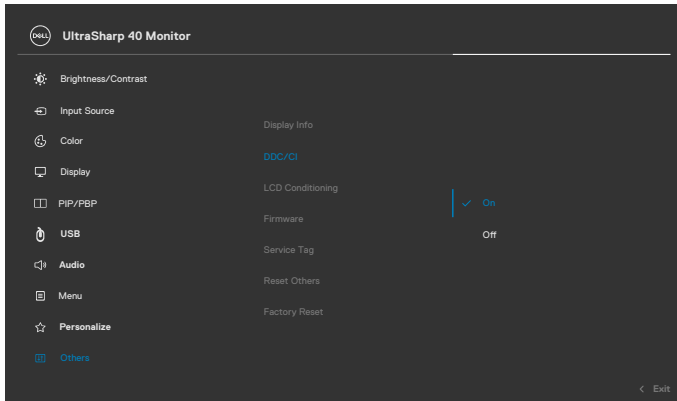 DELL UltraSharp 40 Monitor
Brightness/Contrast
Input Source
Color
Display
PIP/PBP
USB
Audio
Menu
Personalize
Others
Display Info
DDC/CI
LCD Conditioning
Firmware
Service Tag
Reset Others
Factory Reset
On
Off
Exit